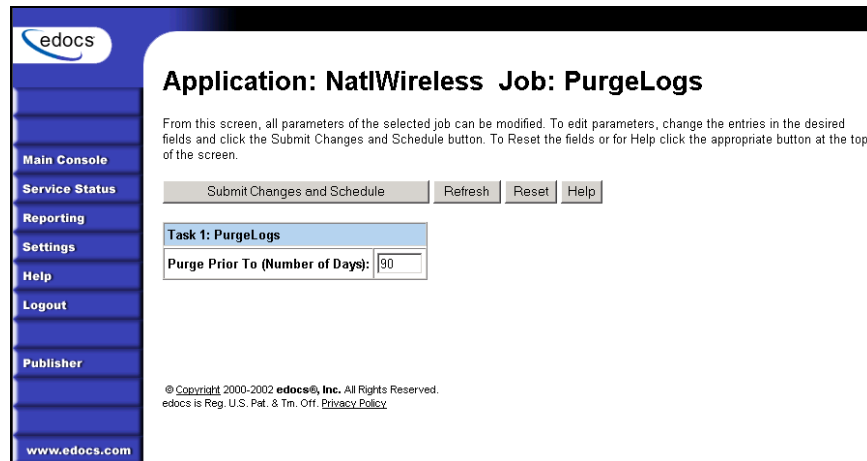 edocs
Main Console
Service Status
Reporting
Settings
Help
Logout
Publisher
www.edocs.com
Application: NatlWireless Job: PurgeLogs
From this screen, all parameters of the selected job can be modified. To edit parameters, change the entries in the desired
fields and click the Submit Changes and Schedule button. To Reset the fields or for Help click the appropriate button at the top
of the screen.
Submit Changes and Schedule Refresh Reset Help
Task 1: PurgeLogs
Purge Prior To (Number of Days): 90
© Copyright 2000-2002 edocs®, Inc. All Rights Reserved.
edocs is Reg. U.S. Pat. & Tm. Off. Privacy Policy